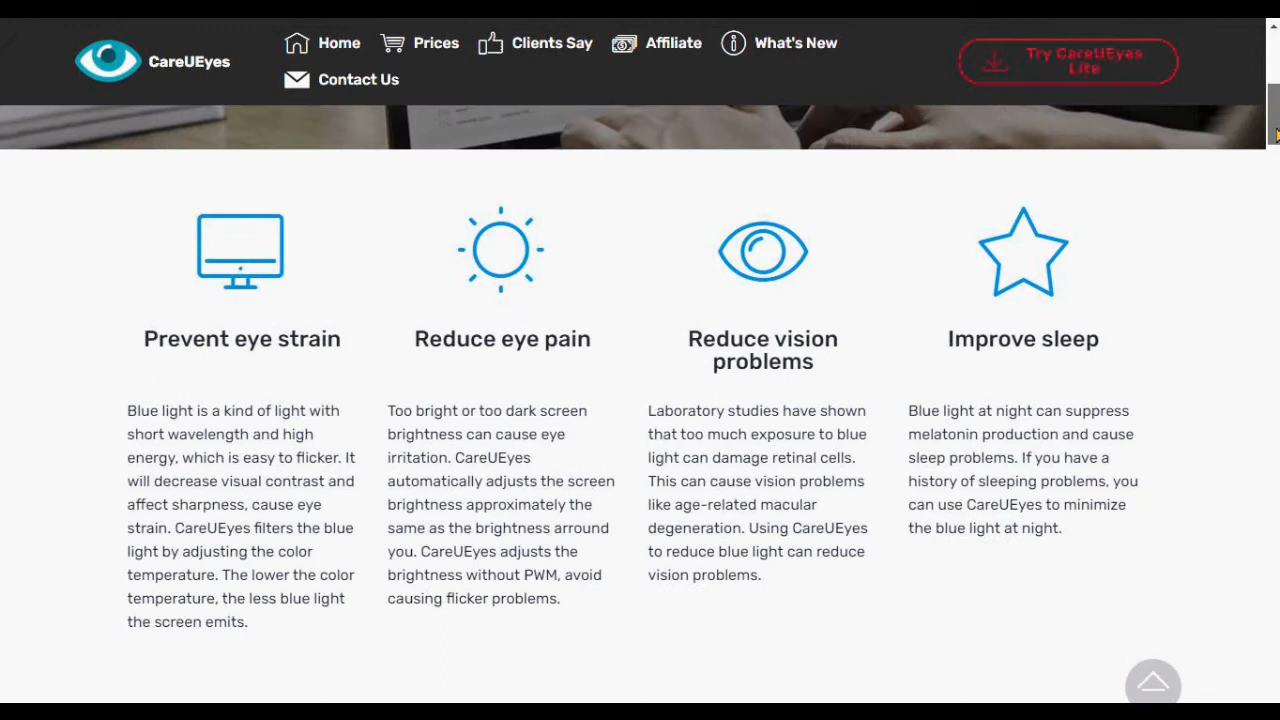 CareUEyes
Home
Prices
Clients Say
Affiliate
What's New
Contact Us
Try CareUEyes
Lite
Prevent eye strain
Blue light is a kind of light with
short wavelength and high
energy, which is easy to flicker. It
will decrease visual contrast and
affect sharpness, cause eye
strain. CareUEyes filters the blue
light by adjusting the color
temperature. The lower the color
temperature, the less blue light
the screen emits.
Reduce eye pain
Too bright or too dark screen
brightness can cause eye
irritation. CareUEyes
automatically adjusts the screen
brightness approximately the
same as the brightness arround
you. CareUEyes adjusts the
brightness without PWM, avoid
causing flicker problems.
Reduce vision
problems
Laboratory studies have shown
that too much exposure to blue
light can damage retinal cells.
This can cause vision problems
like age-related macular
degeneration. Using CareUEyes
to reduce blue light can reduce
vision problems.
Improve sleep
Blue light at night can suppress
melatonin production and cause
sleep problems. If you have a
history of sleeping problems, you
can use CareUEyes to minimize
the blue light at night.